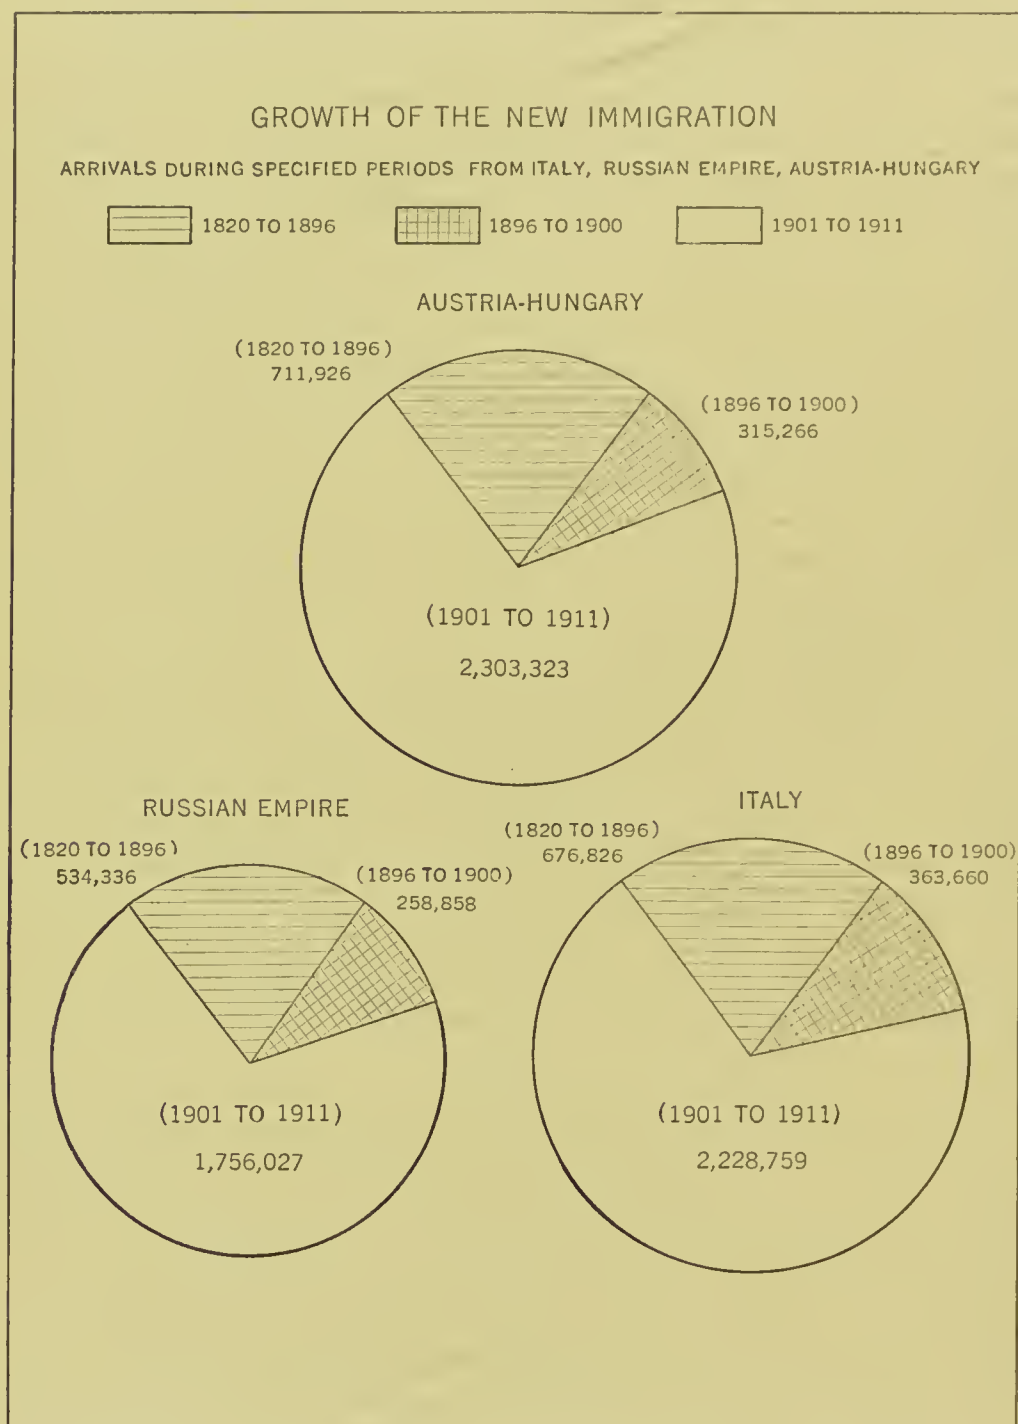 GROWTH OF THE NEW IMMIGRATION
ARRIVALS DURING SPECIFIED PERIODS FROM ITALY, RUSSIAN EMPIRE, AUSTRIA-HUNGARY
1820 TO 1896 1896 TO 1900 1901 TO 1911
AUSTRIA-HUNGARY
(1820 TO 1896)
711,926
(1896 TO 1900)
315,266
(1901 TO 1911)
2,303,323
RUSSIAN EMPIRE
(1820 TO 1896)
534,336
(1896 TO 1900)
258,858
(1901 TO 1911)
1,756,027
ITALY
(1820 TO 1896)
676,826
(1896 TO 1900)
363,660
(1901 TO 1911)
2,228,759